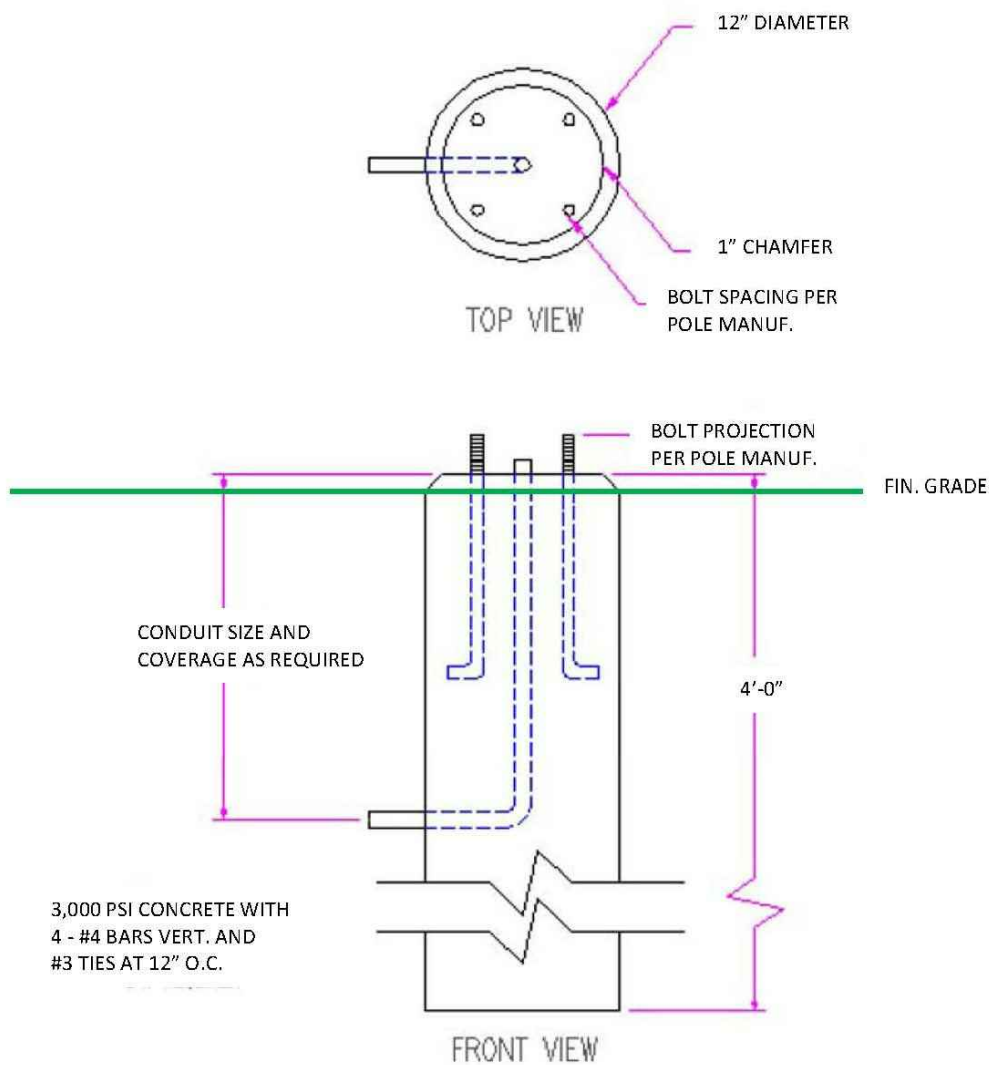 12" DIAMETER
1" CHAMFER
BOLT SPACING PER
POLE MANUF.
TOP VIEW
BOLT PROJECTION
PER POLE MANUF.
FIN. GRADE
CONDUIT SIZE AND
COVERAGE AS REQUIRED
4'-0"
3,000 PSI CONCRETE WITH
4 - #4 BARS VERT. AND
#3 TIES AT 12" O.C.
FRONT VIEW